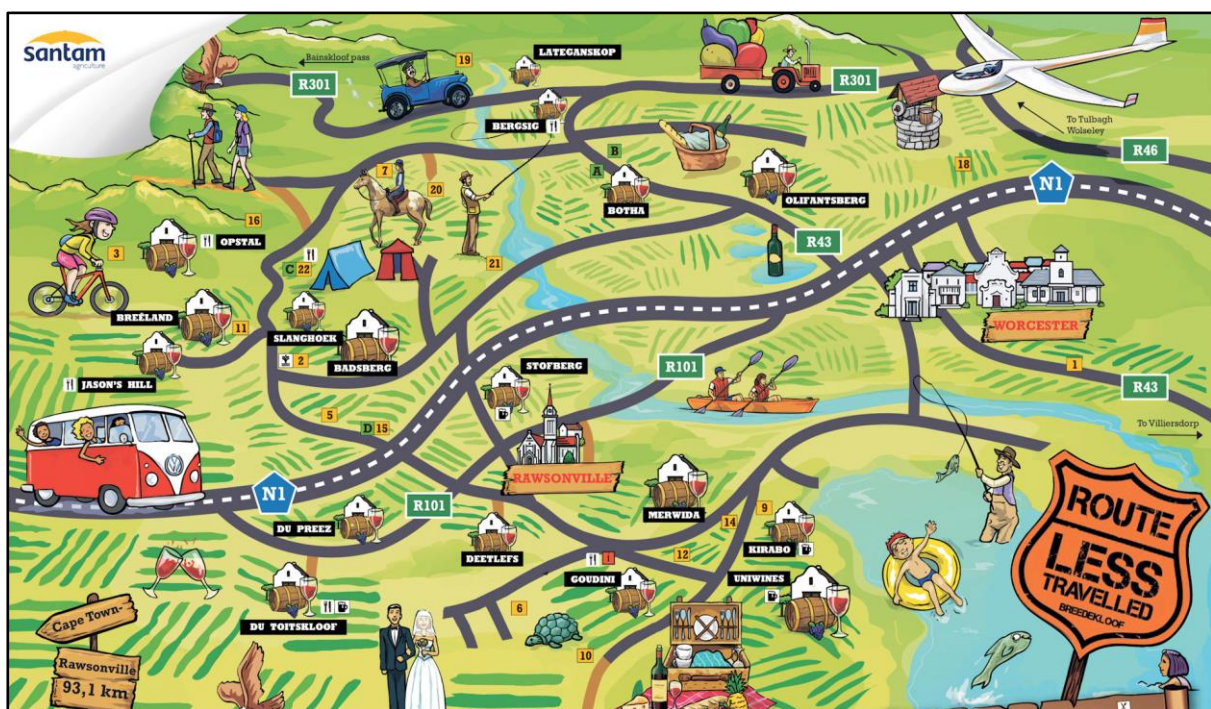 santam
agriculture
Bainskloof pass
R301
19
LATEGANSKOP
R301
BERGSIG
To Tulbagh
Wolseley
R46
7
B
18
N1
20
A
BOTHA
OLIFANTSBERG
16
3
OPSTAL
R43
C 22
21
BREËLAND
11
SLANGHOEK
WORCESTER
2
BADSBERG
STOFBERG
R101
1
JASON'S HILL
R43
5
D 15
To Villiersdorp
RAWSONVILLE
N1
R101
MERWIDA
ROUTE
LESS
TRAVELLED
BREEDEKLOOF
DU PREEZ
DEETLEFS
14
9
12
KIRABO
GOUDINI
i
UNIWINES
Cape Town-
Rawsonville
93,1 km
DU TOITSKLOOF
6
10